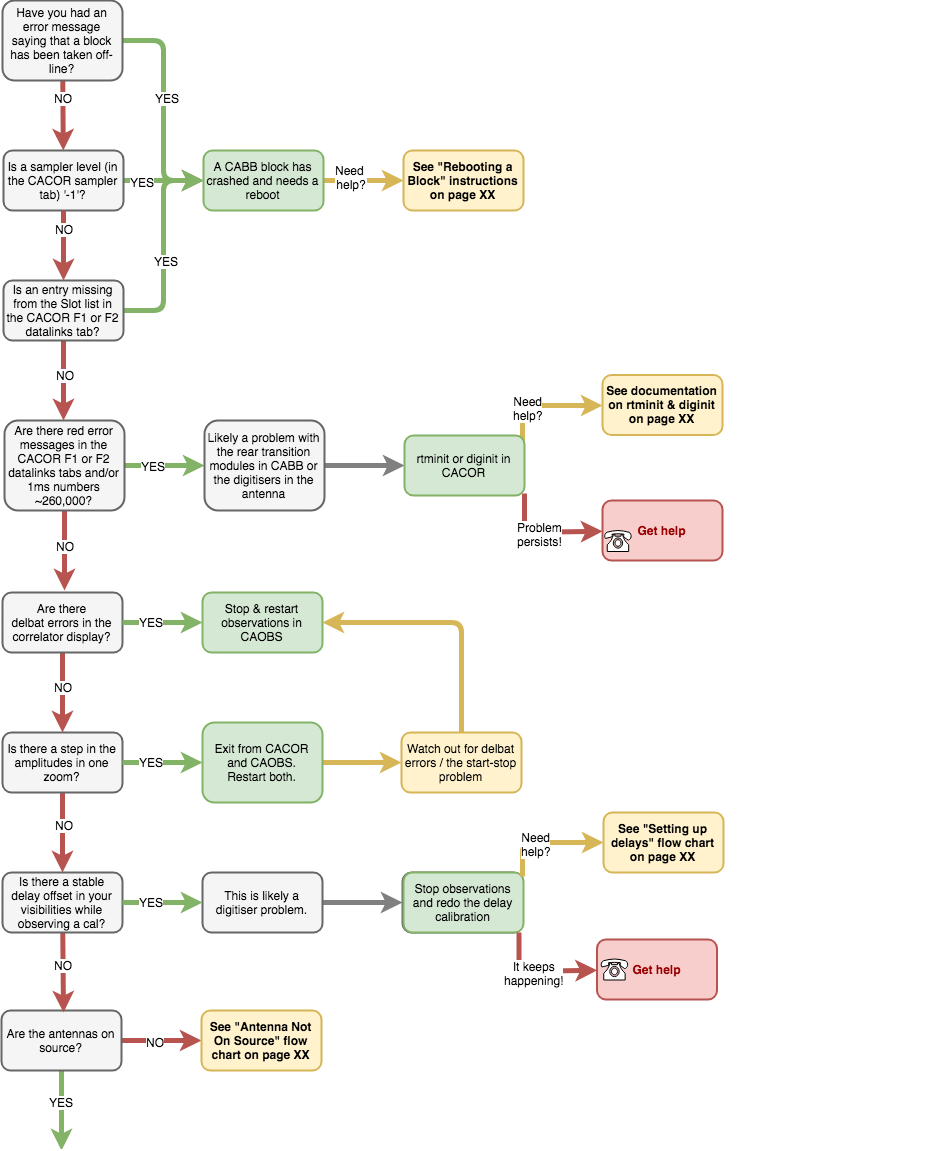 Have you had an
error message
saying that a block
has been taken off-
line?
YES
NO
Is a sampler level (in
the CACOR sampler
tab) '-1'?
YES
A CABB block has
crashed and needs a
reboot
Need
help?
See "Rebooting a
Block" instructions
on page XX
NO
YES
Is an entry missing
from the Slot list in
the CACOR F1 or F2
datalinks tab?
NO
Are there red error
messages in the
CACOR F1 or F2
datalinks tabs and/or
1ms numbers
~260,000?
YES
Likely a problem with
the rear transition
modules in CABB or
the digitisers in the
antenna
rtminit or diginit in
CACOR
Need
help?
See documentation
on rtminit & diginit
on page XX
Problem
persists!
Get help
NO
Are there
delbat errors in the
correlator display?
YES
Stop & restart
observations in
CAOBS
NO
Is there a step in the
amplitudes in one
zoom?
YES
Exit from CACOR
and CAOBS.
Restart both.
Watch out for delbat
errors / the start-stop
problem
NO
Is there a stable
delay offset in your
visibilities while
observing a cal?
YES
This is likely a
digitiser problem.
Stop observations
and redo the delay
calibration
Need
help?
See "Setting up
delays" flow chart
on page XX
It keeps
happening!
Get help
NO
Are the antennas on
source?
NO
See "Antenna Not
On Source" flow
chart on page XX
YES